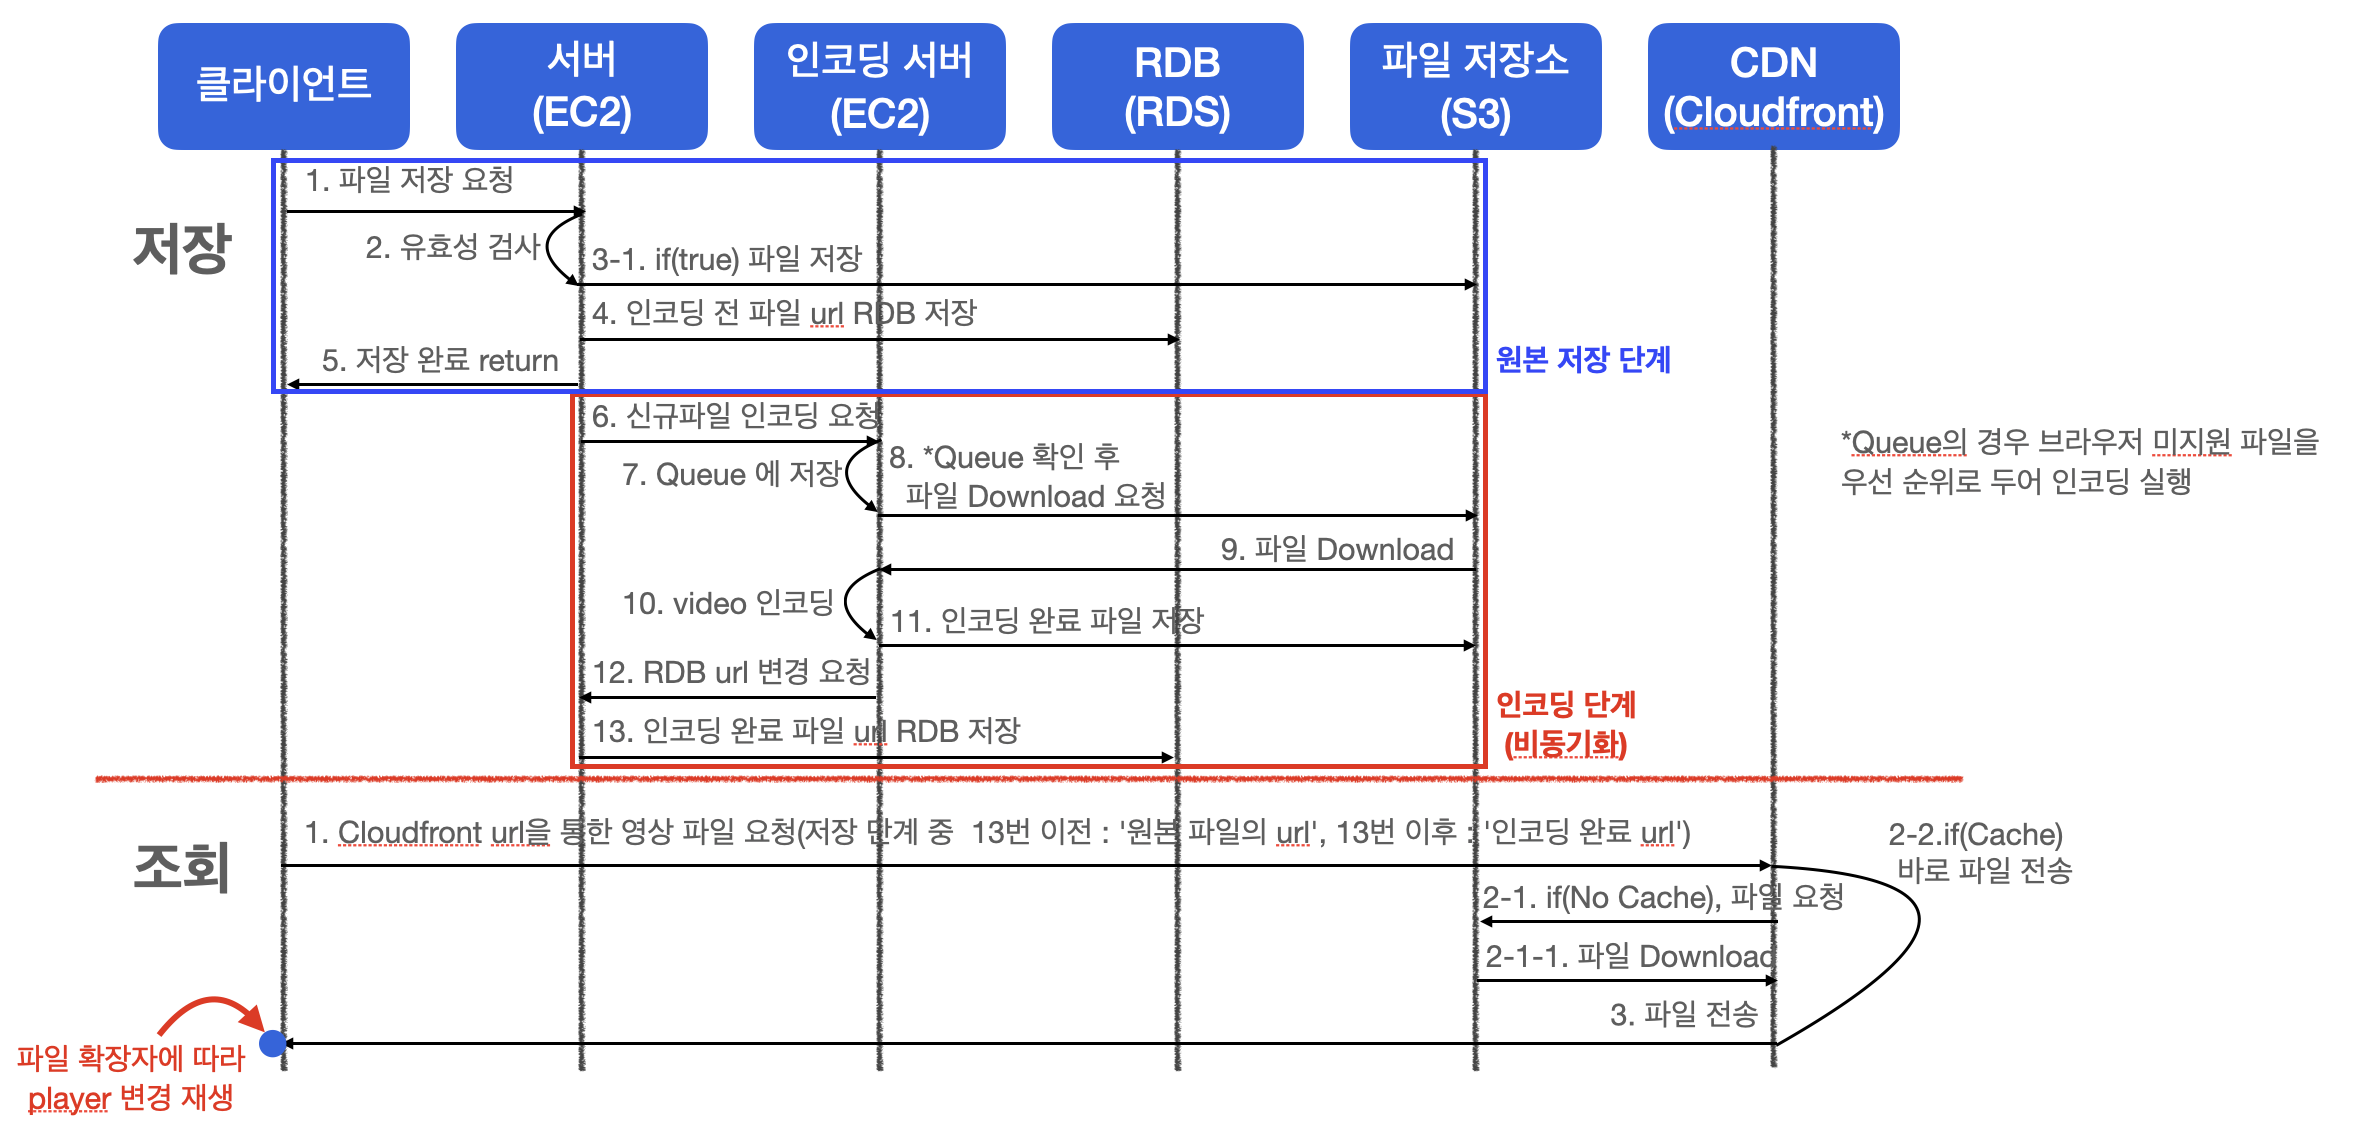 클라이언트
서버
(EC2)
인코딩 서버
(EC2)
RDB
(RDS)
파일 저장소
(S3)
CDN
(Cloudfront)
저장
1. 파일 저장 요청
2. 유효성 검사
3-1. if(true) 파일 저장
4. 인코딩 전 파일 url RDB 저장
5. 저장 완료 return
원본 저장 단계
6. 신규파일 인코딩 요청
7. Queue 에 저장
8. *Queue 확인 후
파일 Download 요청
*Queue의 경우 브라우저 미지원 파일을
우선 순위로 두어 인코딩 실행
9. 파일 Download
10. video 인코딩
11. 인코딩 완료 파일 저장
12. RDB url 변경 요청
13. 인코딩 완료 파일 url RDB 저장
인코딩 단계
(비동기화)
조회
1. Cloudfront url을 통한 영상 파일 요청(저장 단계 중  13번 이전 : '원본 파일의 url', 13번 이후 : '인코딩 완료 url')
2-2.if(Cache)
바로 파일 전송
2-1. if(No Cache), 파일 요청
2-1-1. 파일 Download
3. 파일 전송
파일 확장자에 따라
player 변경 재생